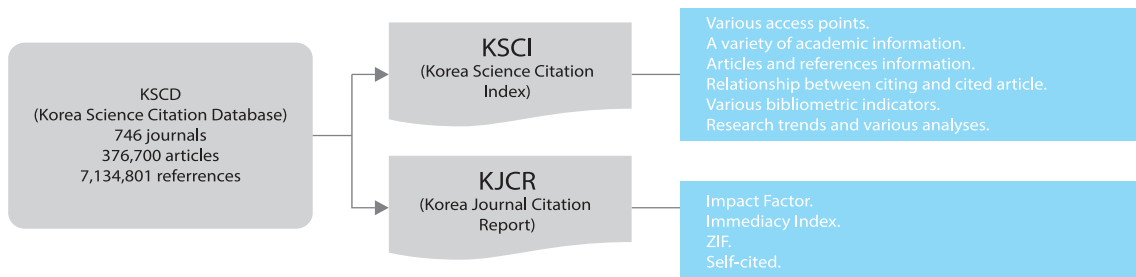 KSCD
(Korea Science Citation Database)
746 journals
376,700 articles
7,134,801 referrences
KSCI
(Korea Science Citation
Index)
Various access points.
A variety of academic information.
Articles and references information.
Relationship between citing and cited article.
Various bibliometric indicators.
Research trends and various analyses.
KJCR
(Korea Journal Citation
Report)
Impact Factor.
Immediacy Index.
ZIF.
Self-cited.